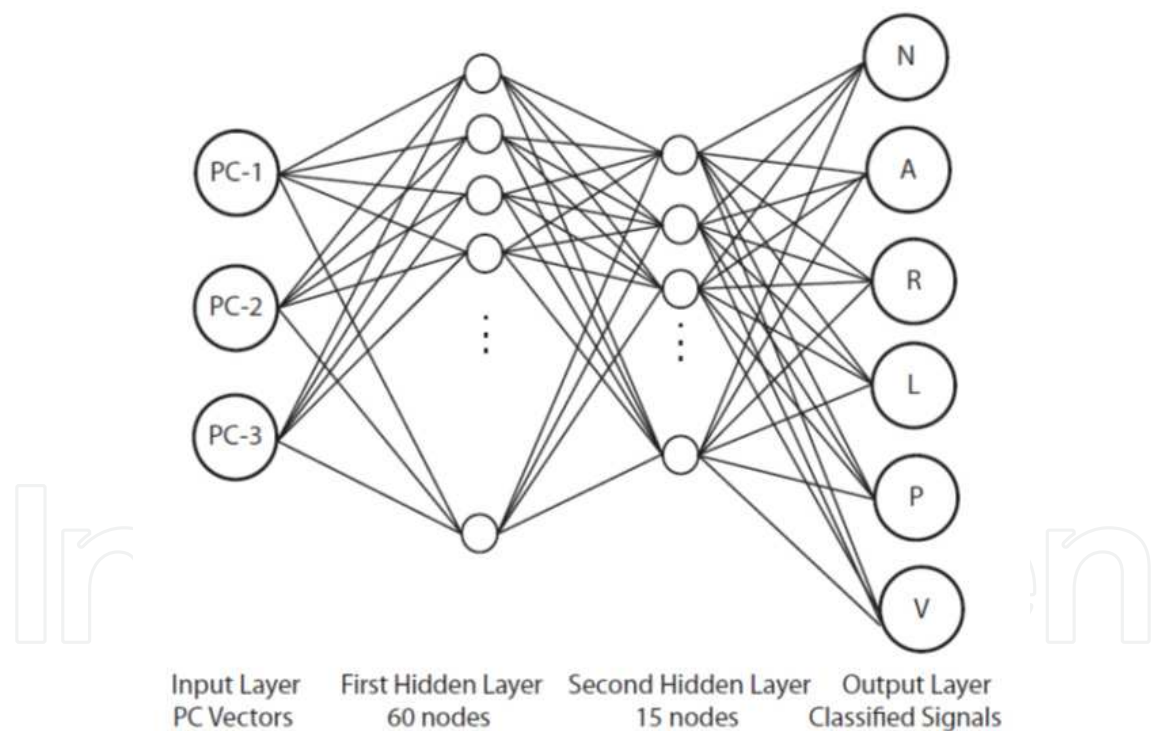 N
A
PC-1
R
PC-2
L
PC-3
P
V
Input Layer
PC Vectors
First Hidden Layer
60 nodes
Second Hidden Layer
15 nodes
Output Layer
Classified Signals